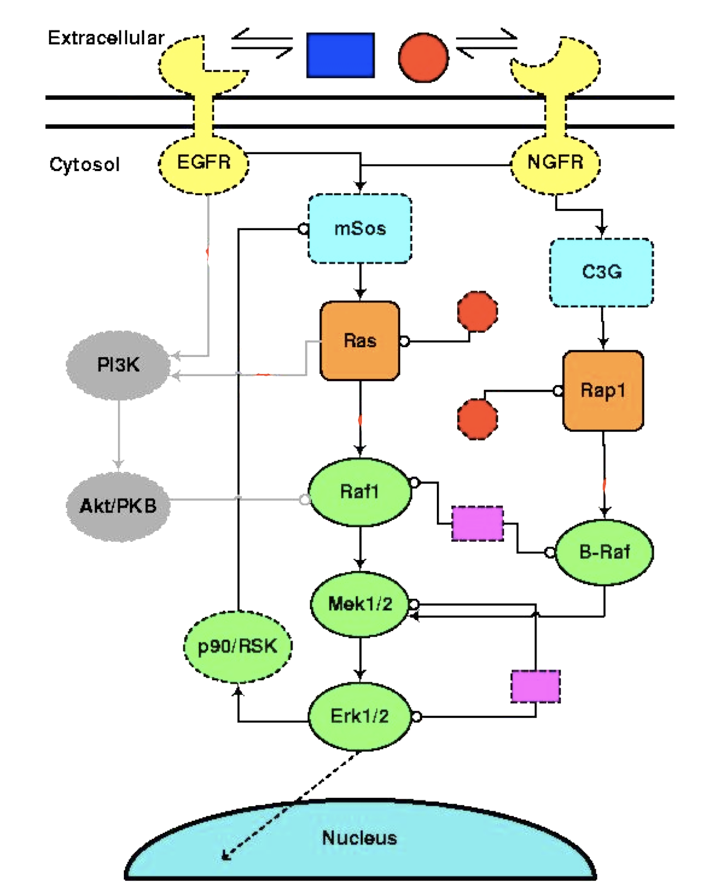 Extracellular
Cytosol
EGFR
NGFR
mSos
C3G
Ras
PI3K
Rap1
Raf1
Akt/PKB
B-Raf
Mek1/2
p90/RSK
Erk1/2
Nucleus